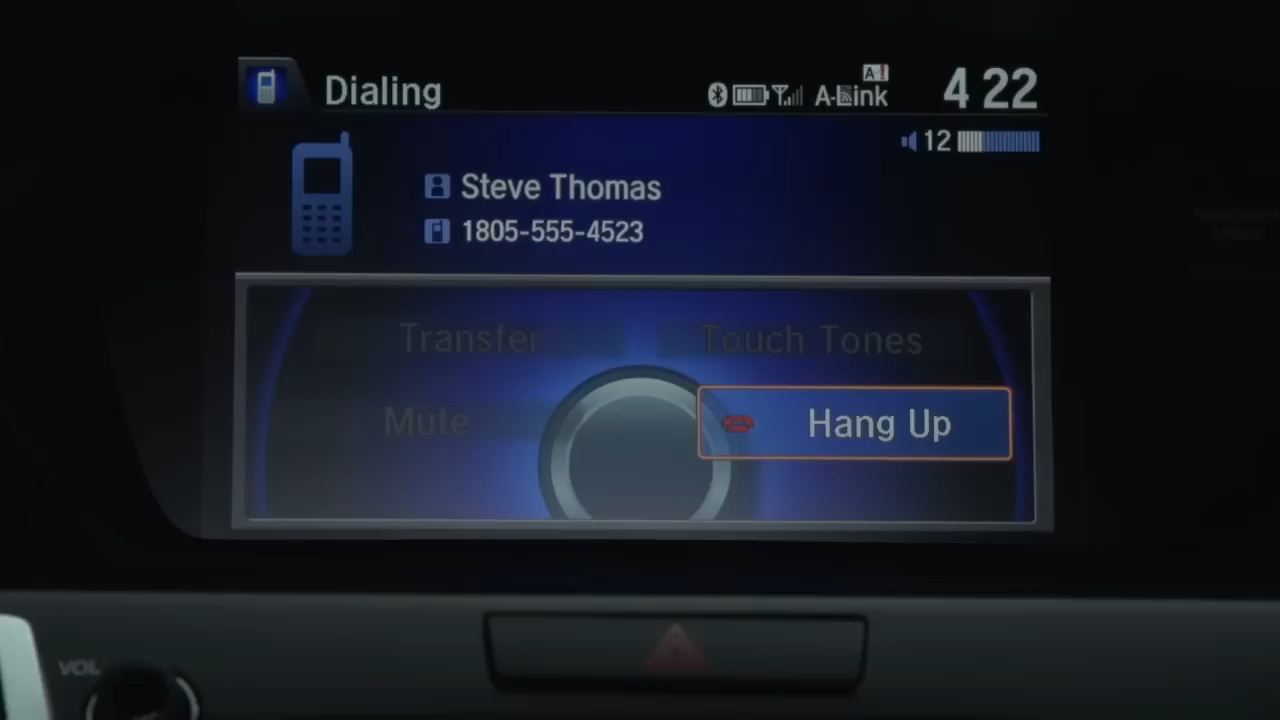 Dialing
A-Link
A
4 22
12
Steve Thomas
1805-555-4523
Transfer
Touch Tones
Mute
Hang Up
VOL